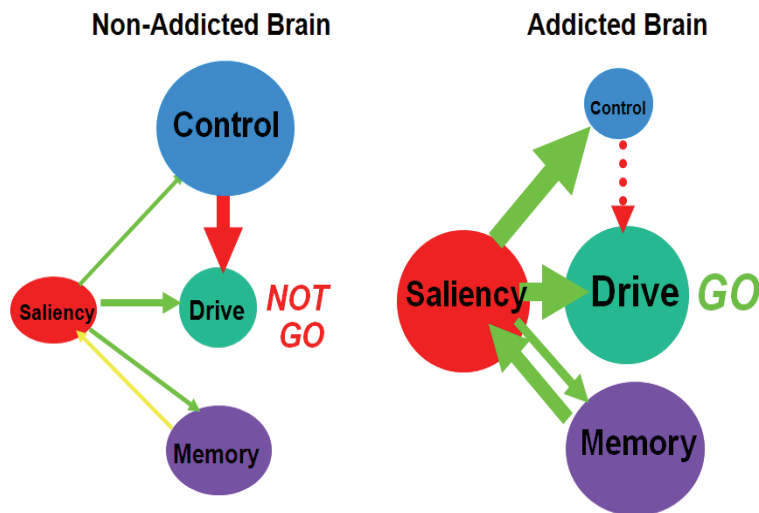 Non-Addicted Brain
Control
Saliency
Drive
NOT
GO
Memory
Addicted Brain
Control
Saliency
Drive
GO
Memory